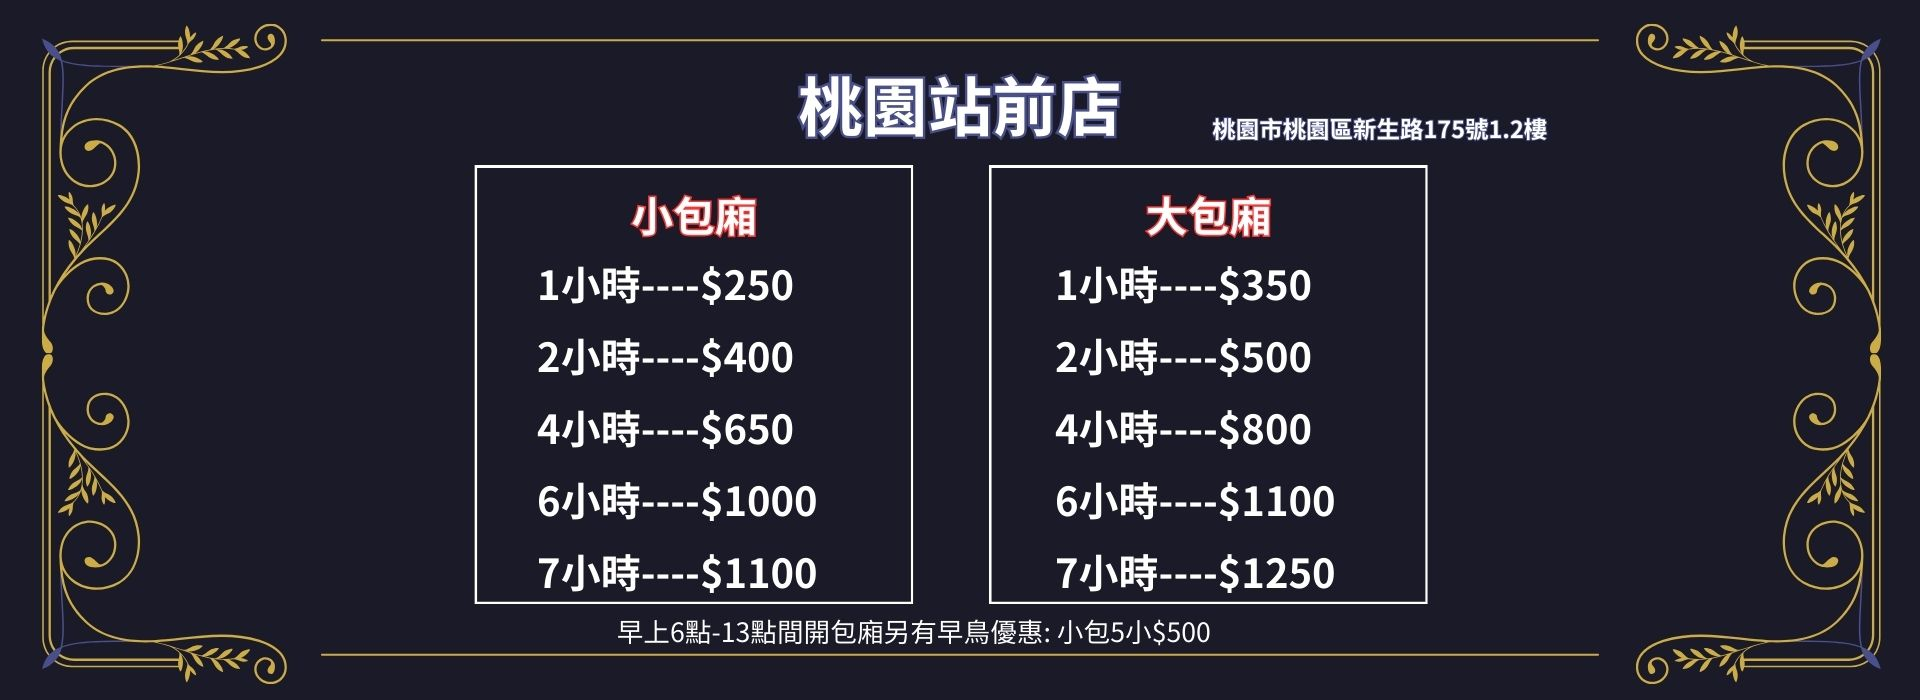 桃園站前店
桃園市桃園區新生路175號1.2樓
小包廂
1小時----$250
2小時----$400
4小時----$650
6小時----$1000
7小時----$1100
大包廂
1小時----$350
2小時----$500
4小時----$800
6小時----$1100
7小時----$1250
早上6點-13點間開包廂另有早鳥優惠: 小包5小$500